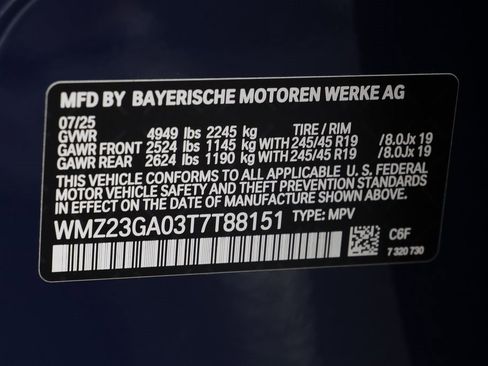 MFD BY BAYERISCHE MOTOREN WERKE AG
07/25
GVWR 4949 lbs 2245 kg TIRE / RIM
GAWR FRONT 2524 lbs 1145 kg WITH 245/45 R19 /8.0Jx 19
GAWR REAR 2624 lbs 1190 kg WITH 245/45 R19 /8.0Jx 19
THIS VEHICLE CONFORMS TO ALL APPLICABLE U. S. FEDERAL
MOTOR VEHICLE SAFETY AND THEFT PREVENTION STANDARDS
IN EFFECT ON THE DATE OF MANUFACTURE SHOWN ABOVE.
WMZ23GA03T7T88151 TYPE: MPV
C6F
7 320 730